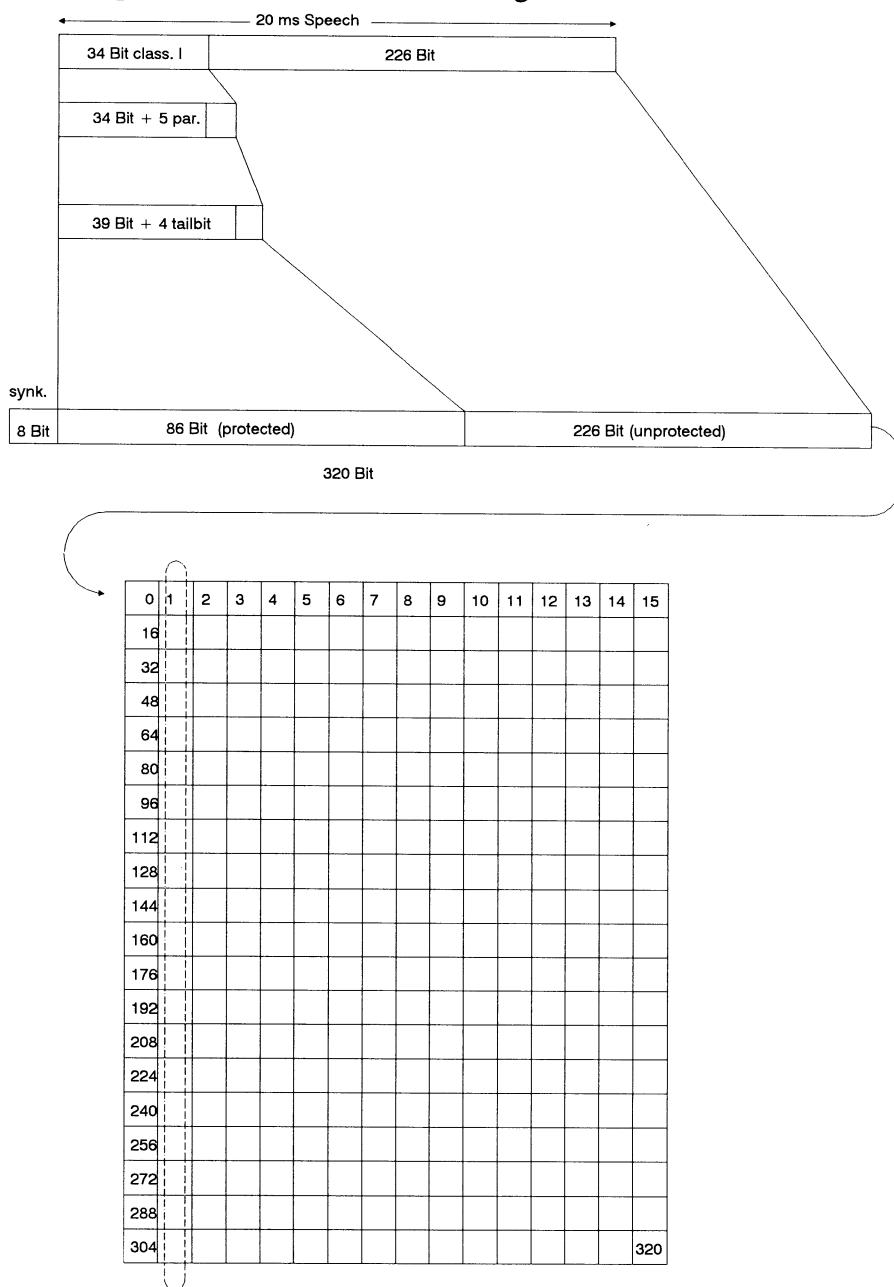 20 ms Speech
34 Bit class. I 226 Bit
34 Bit + 5 par.
39 Bit + 4 tailbit
synk.
8 Bit 86 Bit (protected) 226 Bit (unprotected)
320 Bit
0 1 2 3 4 5 6 7 8 9 10 11 12 13 14 15
16
32
48
64
80
96
112
128
144
160
176
192
208
224
240
256
272
288
304 320